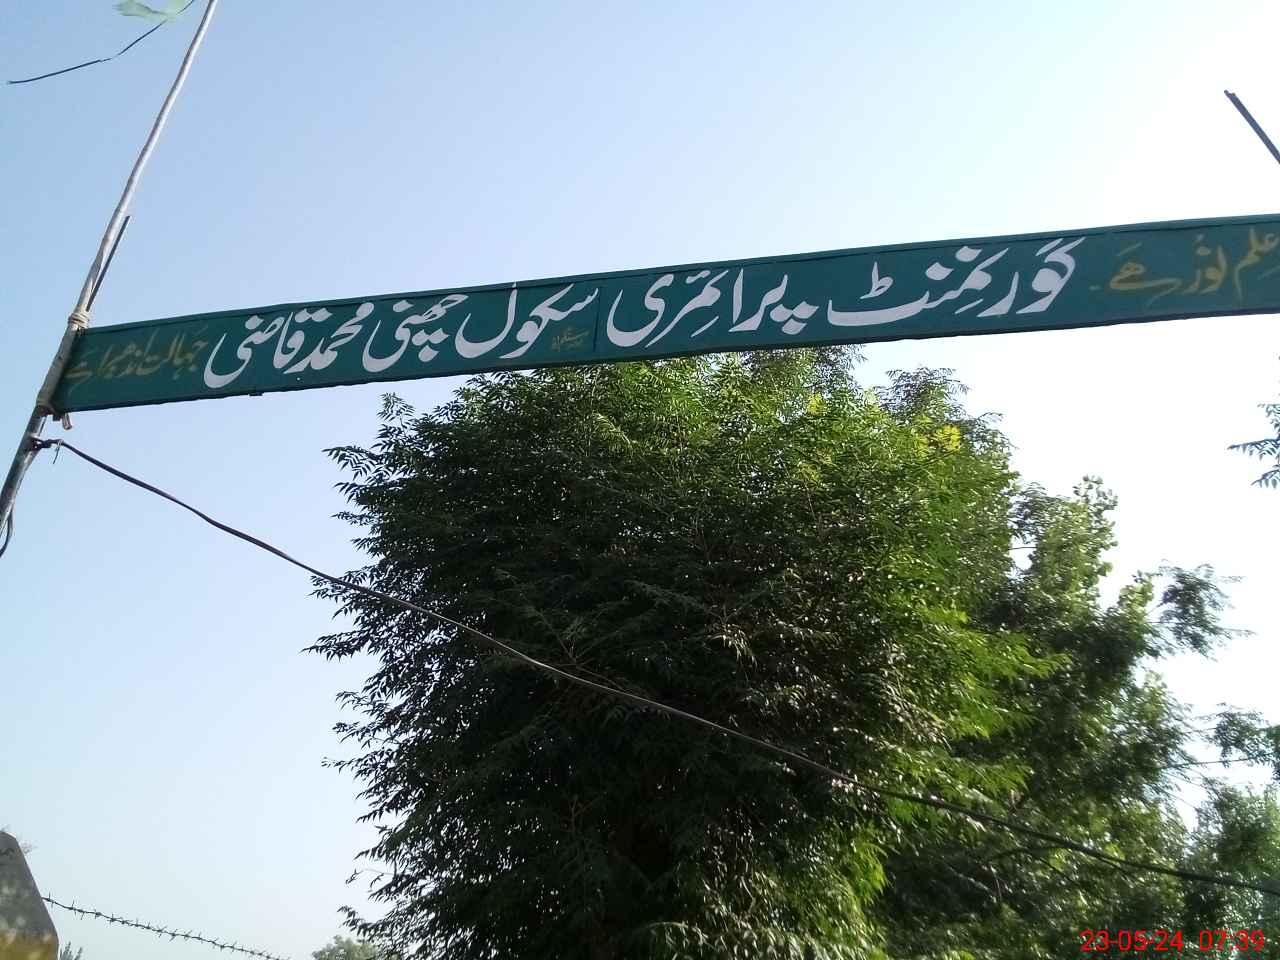 علم نور ہے۔ گورنمنٹ پرائمری سکول چھنی محمد قاضی جہالت اندھیرا ہے
23-05-24 07:39